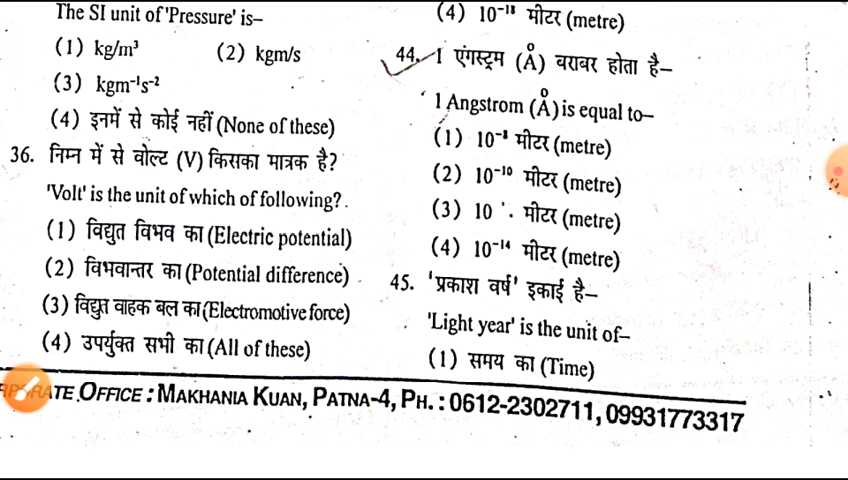 The SI unit of 'Pressure' is–
(1) kg/m³ (2) kgm/s
(3) kgm⁻¹s⁻²
(4) इनमें से कोई नहीं (None of these)
36. निम्न में से वोल्ट (V) किसका मात्रक है?
'Volt' is the unit of which of following?.
(1) विद्युत विभव का (Electric potential)
(2) विभवान्तर का (Potential difference)
(3) विद्युत वाहक बल का (Electromotive force)
(4) उपर्युक्त सभी का (All of these)
(4) 10⁻¹⁸ मीटर (metre)
44. 1 एंगस्ट्रम (Å) बराबर होता है–
1 Angstrom (Å) is equal to–
(1) 10⁻⁸ मीटर (metre)
(2) 10⁻¹⁰ मीटर (metre)
(3) 10 मीटर (metre)
(4) 10⁻¹⁴ मीटर (metre)
45. 'प्रकाश वर्ष' इकाई है–
'Light year' is the unit of–
(1) समय का (Time)
RATE OFFICE : MAKHANIA KUAN, PATNA-4, PH. : 0612-2302711, 09931773317